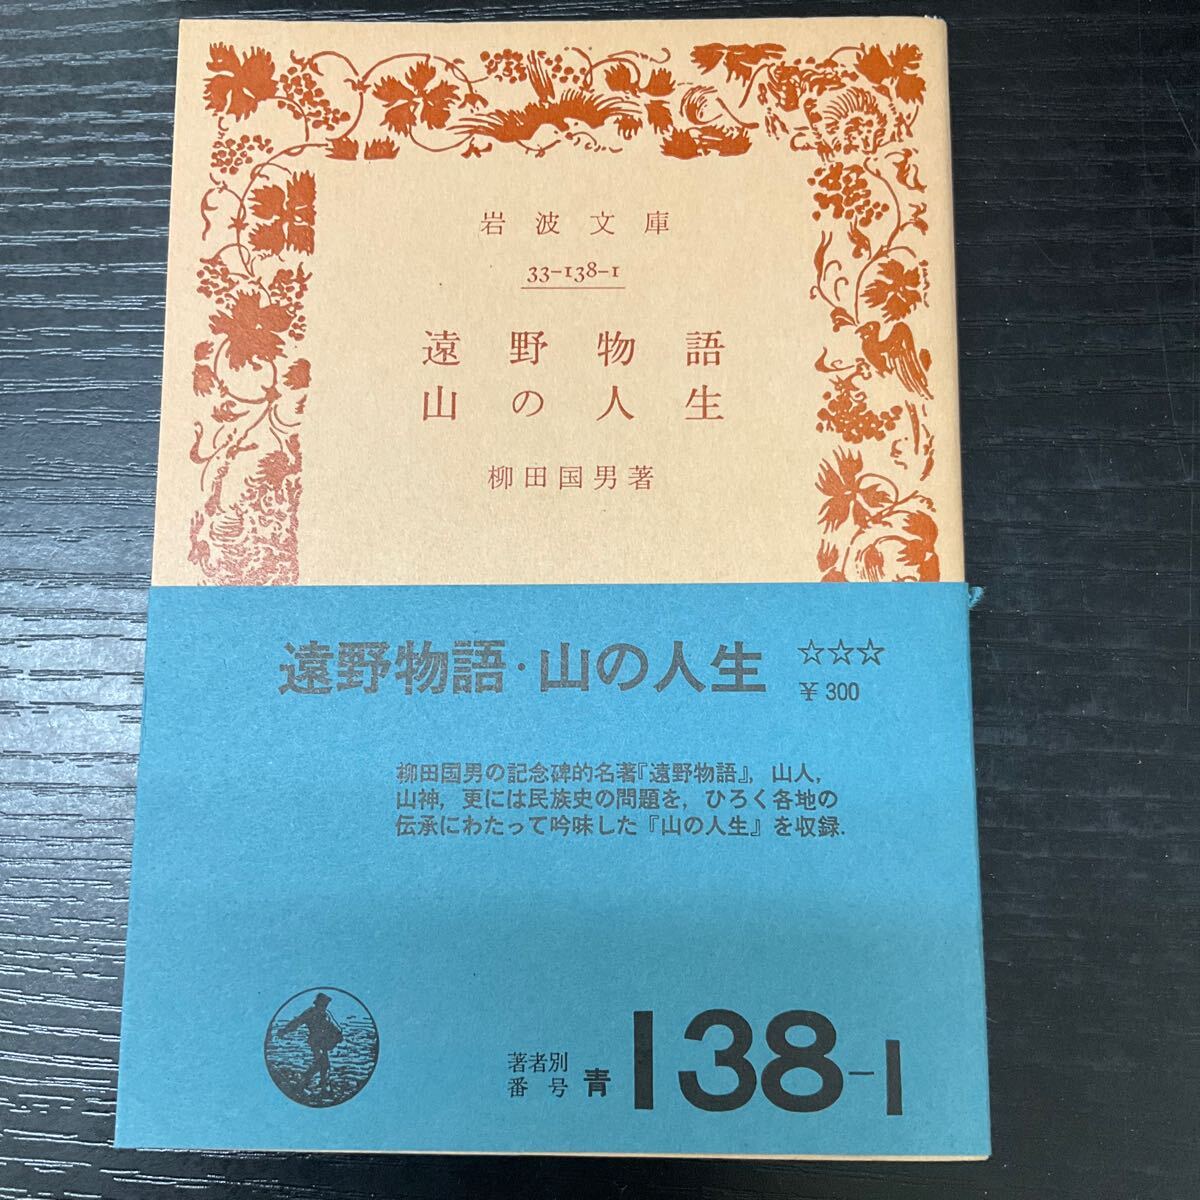 岩波文庫
33-138-1
遠野物語
山の人生
柳田国男著
遠野物語·山の人生 ☆☆☆
¥300
柳田国男の記念碑的名著『遠野物語』, 山人,
山神, 更には民族史の問題を, ひろく各地の
伝承にわたって吟味した『山の人生』を収録.
著者別
番号 青 138-1